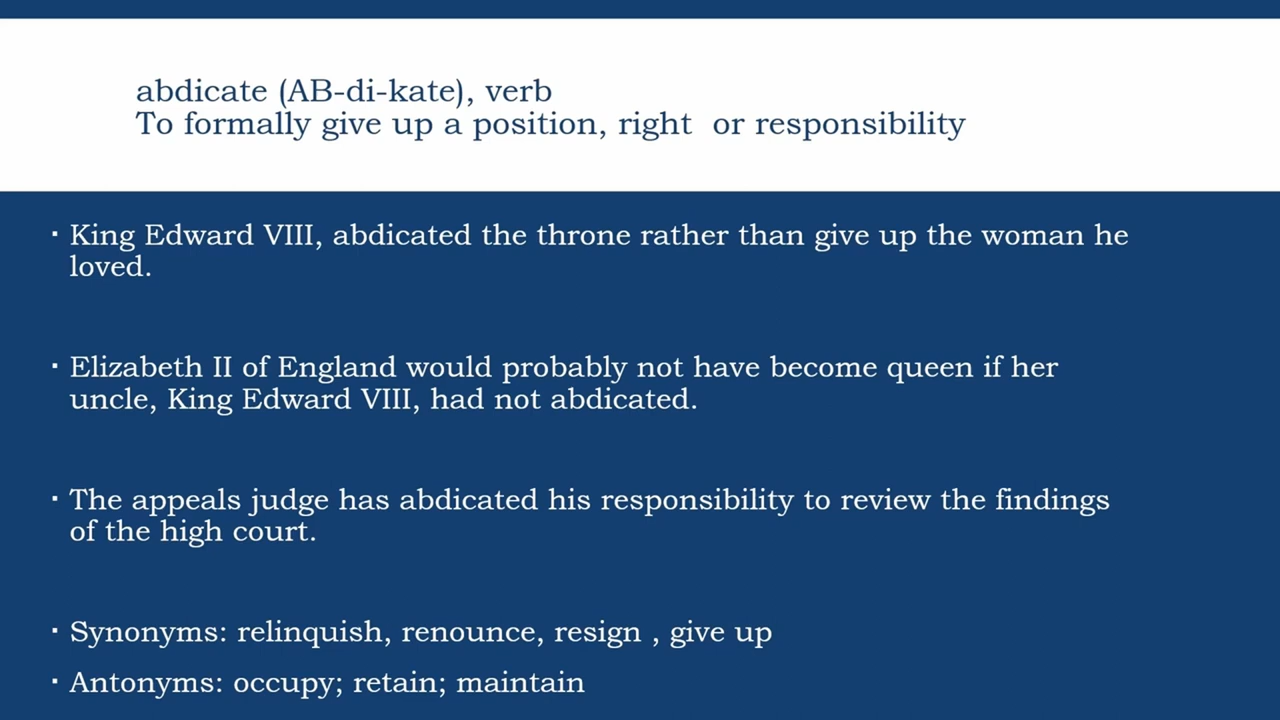 abdicate (AB-di-kate), verb
To formally give up a position, right  or responsibility
▪ King Edward VIII, abdicated the throne rather than give up the woman he
loved.
▪ Elizabeth II of England would probably not have become queen if her
uncle, King Edward VIII, had not abdicated.
▪ The appeals judge has abdicated his responsibility to review the findings
of the high court.
▪ Synonyms: relinquish, renounce, resign , give up
▪ Antonyms: occupy; retain; maintain